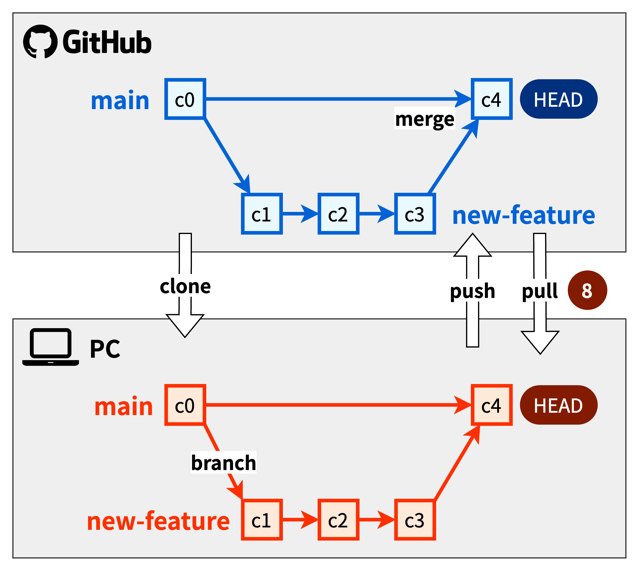 GitHub
main
c0
c4
HEAD
merge
c1
c2
c3
new-feature
clone
push
pull
8
PC
main
c0
c4
HEAD
branch
new-feature
c1
c2
c3